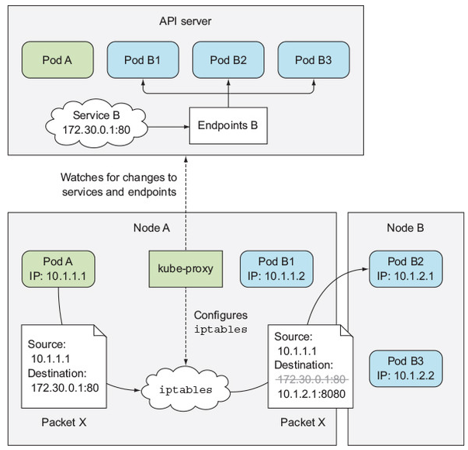 API server
Pod A
Pod B1
Pod B2
Pod B3
Service B
172.30.0.1:80
Endpoints B
Watches for changes to
services and endpoints
Node A
Node B
Pod A
IP: 10.1.1.1
kube-proxy
Pod B1
IP: 10.1.1.2
Pod B2
IP: 10.1.2.1
Configures
iptables
Source:
10.1.1.1
Destination:
172.30.0.1:80
Packet X
iptables
Source:
10.1.1.1
Destination:
172.30.0.1:80
10.1.2.1:8080
Packet X
Pod B3
IP: 10.1.2.2